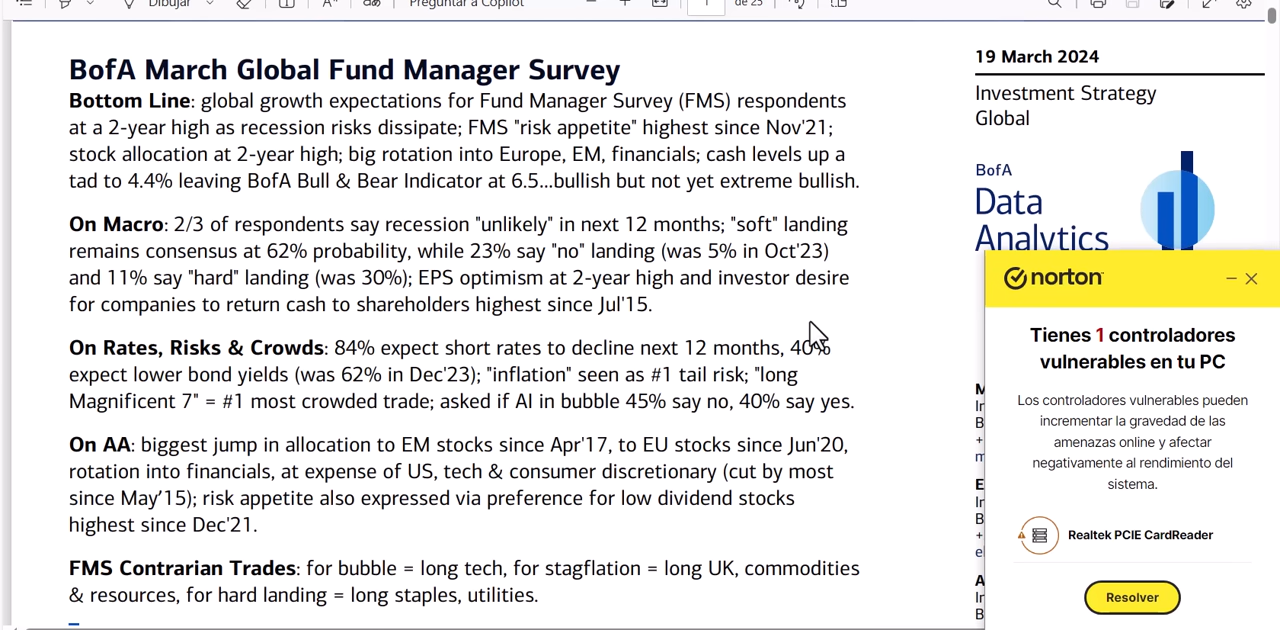 Dibujar
Preguntar a Copilot
1
de 25
BofA March Global Fund Manager Survey
Bottom Line: global growth expectations for Fund Manager Survey (FMS) respondents
at a 2-year high as recession risks dissipate; FMS "risk appetite" highest since Nov'21;
stock allocation at 2-year high; big rotation into Europe, EM, financials; cash levels up a
tad to 4.4% leaving BofA Bull & Bear Indicator at 6.5...bullish but not yet extreme bullish.
On Macro: 2/3 of respondents say recession "unlikely" in next 12 months; "soft" landing
remains consensus at 62% probability, while 23% say "no" landing (was 5% in Oct'23)
and 11% say "hard" landing (was 30%); EPS optimism at 2-year high and investor desire
for companies to return cash to shareholders highest since Jul'15.
On Rates, Risks & Crowds: 84% expect short rates to decline next 12 months, 40%
expect lower bond yields (was 62% in Dec'23); "inflation" seen as #1 tail risk; "long
Magnificent 7" = #1 most crowded trade; asked if AI in bubble 45% say no, 40% say yes.
On AA: biggest jump in allocation to EM stocks since Apr'17, to EU stocks since Jun'20,
rotation into financials, at expense of US, tech & consumer discretionary (cut by most
since May'15); risk appetite also expressed via preference for low dividend stocks
highest since Dec'21.
FMS Contrarian Trades: for bubble = long tech, for stagflation = long UK, commodities
& resources, for hard landing = long staples, utilities.
19 March 2024
Investment Strategy
Global
BofA
Data
Analytics
norton
Tienes 1 controladores
vulnerables en tu PC
Los controladores vulnerables pueden
incrementar la gravedad de las
amenazas online y afectar
negativamente al rendimiento del
sistema.
Realtek PCIE CardReader
Resolver